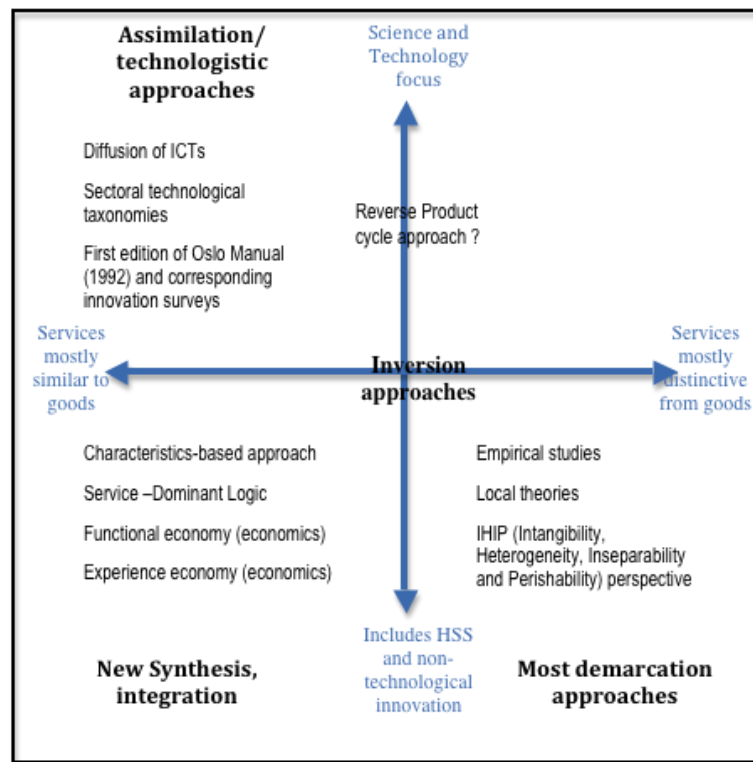 Assimilation/
technologistic
approaches
Science and
Technology
focus
Diffusion of ICTs
Sectoral technological
taxonomies
First edition of Oslo Manual
(1992) and corresponding
innovation surveys
Reverse Product
cycle approach ?
Services
mostly
similar to
goods
Inversion
approaches
Services
mostly
distinctive
from goods
Characteristics-based approach
Service –Dominant Logic
Functional economy (economics)
Experience economy (economics)
Empirical studies
Local theories
IHIP (Intangibility,
Heterogeneity, Inseparability
and Perishability) perspective
Includes HSS
and non-
technological
innovation
New Synthesis,
integration
Most demarcation
approaches